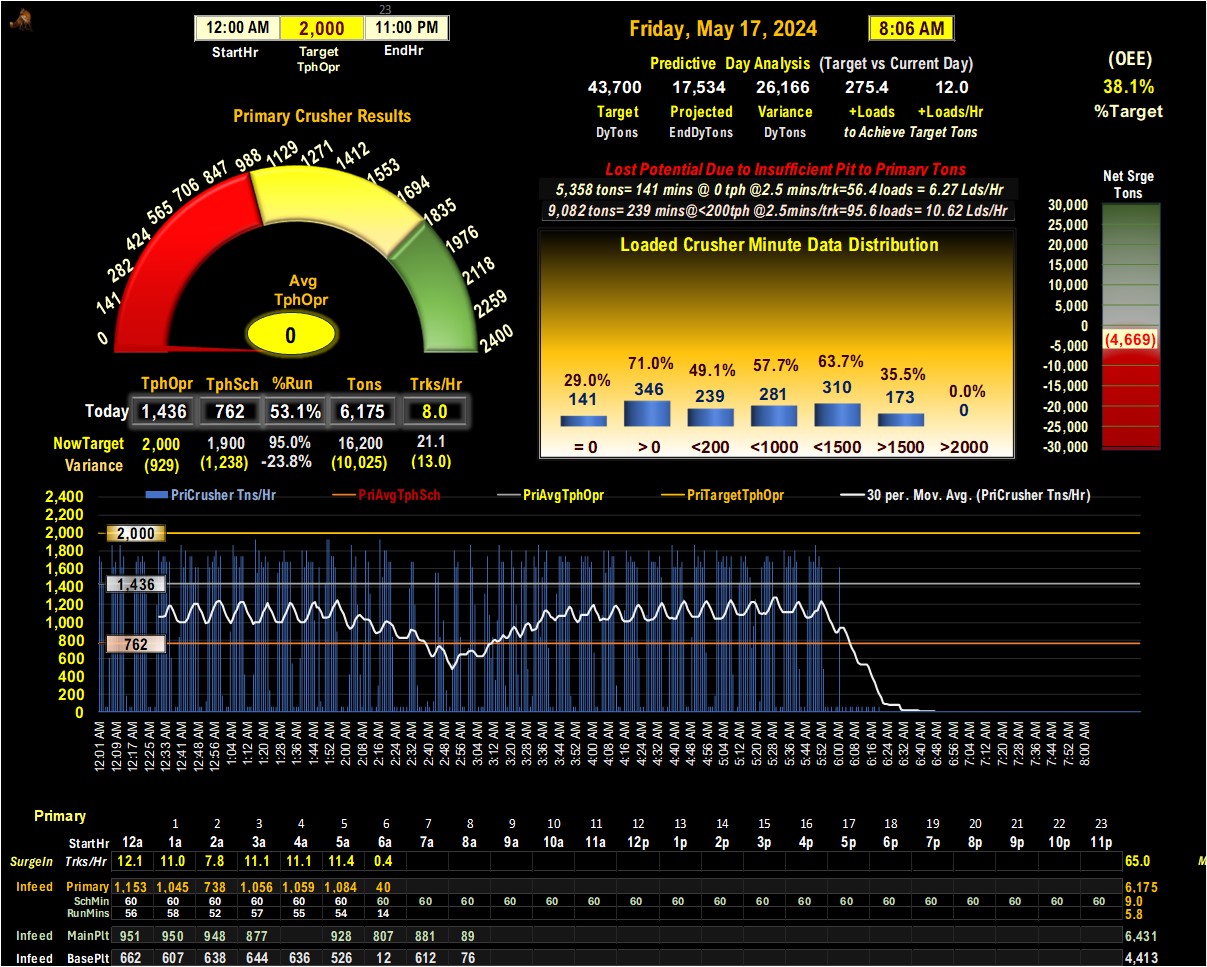 23
12:00 AM 2,000 11:00 PM
StartHr Target TphOpr EndHr
Friday, May 17, 2024 8:06 AM
Predictive Day Analysis (Target vs Current Day)
43,700 17,534 26,166 275.4 12.0
Target Projected Variance +Loads +Loads/Hr
DyTons EndDyTons DyTons to Achieve Target Tons
(OEE)
38.1%
%Target
Primary Crusher Results
0 141 282 424 565 706 847 988 1129 1271 1412 1553 1694 1835 1976 2118 2259 2400
Avg
TphOpr
0
Lost Potential Due to Insufficient Pit to Primary Tons
5,358 tons= 141 mins @ 0 tph @2.5 mins/trk=56.4 loads = 6.27 Lds/Hr
9,082 tons= 239 mins@<200tph @2.5mins/trk=95.6 loads= 10.62 Lds/Hr
Loaded Crusher Minute Data Distribution
29.0% 71.0% 49.1% 57.7% 63.7% 35.5% 0.0%
141 346 239 281 310 173 0
= 0 > 0 <200 <1000 <1500 >1500 >2000
Net Srge
Tons
30,000
25,000
20,000
15,000
10,000
5,000
0
-5,000
-10,000
-15,000
-20,000
-25,000
-30,000
(4,669)
TphOpr TphSch %Run Tons Trks/Hr
Today 1,436 762 53.1% 6,175 8.0
NowTarget 2,000 1,900 95.0% 16,200 21.1
Variance (929) (1,238) -23.8% (10,025) (13.0)
PriCrusher Tns/Hr PriAvgTphSch PriAvgTphOpr PriTargetTphOpr 30 per. Mov. Avg. (PriCrusher Tns/Hr)
2,400
2,200
2,000
1,800
1,600
1,400
1,200
1,000
800
600
400
200
0
2,000
1,436
762
12:01 AM 12:09 AM 12:17 AM 12:25 AM 12:33 AM 12:41 AM 12:48 AM 12:56 AM 1:04 AM 1:12 AM 1:20 AM 1:28 AM 1:36 AM 1:44 AM 1:52 AM 2:00 AM 2:08 AM 2:16 AM 2:24 AM 2:32 AM 2:40 AM 2:48 AM 2:56 AM 3:04 AM 3:12 AM 3:20 AM 3:28 AM 3:36 AM 3:44 AM 3:52 AM 4:00 AM 4:08 AM 4:16 AM 4:24 AM 4:32 AM 4:40 AM 4:48 AM 4:56 AM 5:04 AM 5:12 AM 5:20 AM 5:28 AM 5:36 AM 5:44 AM 5:52 AM 6:00 AM 6:08 AM 6:16 AM 6:24 AM 6:32 AM 6:40 AM 6:48 AM 6:56 AM 7:04 AM 7:12 AM 7:20 AM 7:28 AM 7:36 AM 7:44 AM 7:52 AM 8:00 AM
Primary
1 2 3 4 5 6 7 8 9 10 11 12 13 14 15 16 17 18 19 20 21 22 23
StartHr 12a 1a 2a 3a 4a 5a 6a 7a 8a 9a 10a 11a 12p 1p 2p 3p 4p 5p 6p 7p 8p 9p 10p 11p
SurgeIn Trks/Hr 12.1 11.0 7.8 11.1 11.1 11.4 0.4 65.0
Infeed Primary 1,153 1,045 738 1,056 1,059 1,084 40 6,175
SchMin 60 60 60 60 60 60 60 60 60 60 60 60 60 60 60 60 60 60 60 60 60 60 60 60 9.0
RunMins 56 58 52 57 55 54 14 5.8
Infeed MainPlt 951 950 948 877 928 807 881 89 6,431
Infeed BasePlt 662 607 638 644 636 526 12 612 76 4,413